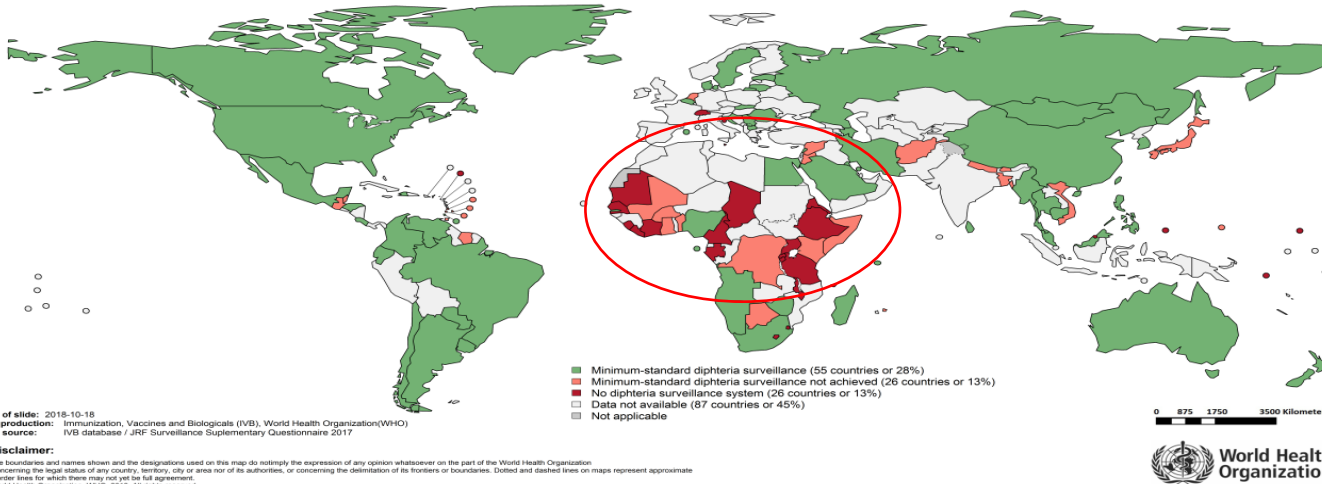 Minimum-standard diphteria surveillance (55 countries or 28%)
Minimum-standard diphteria surveillance not achieved (26 countries or 13%)
No diphteria surveillance system (26 countries or 13%)
Data not available (87 countries or 45%)
Not applicable
of slide: 2018-10-18
production: Immunization, Vaccines and Biologicals (IVB), World Health Organization(WHO)
source: IVB database / JRF Surveillance Suplementary Questionnaire 2017
isclaimer:
e boundaries and names shown and the designations used on this map do notimply the expression of any opinion whatsoever on the part of the World Health Organization
oncerning the legal status of any country, territory, city or area nor of its authorities, or concerning the delimitation of its frontiers or boundaries. Dotted and dashed lines on maps represent approximate
order lines for which there may not yet be full agreement.
0 875 1750 3500 Kilomete
World Healt
Organizatio